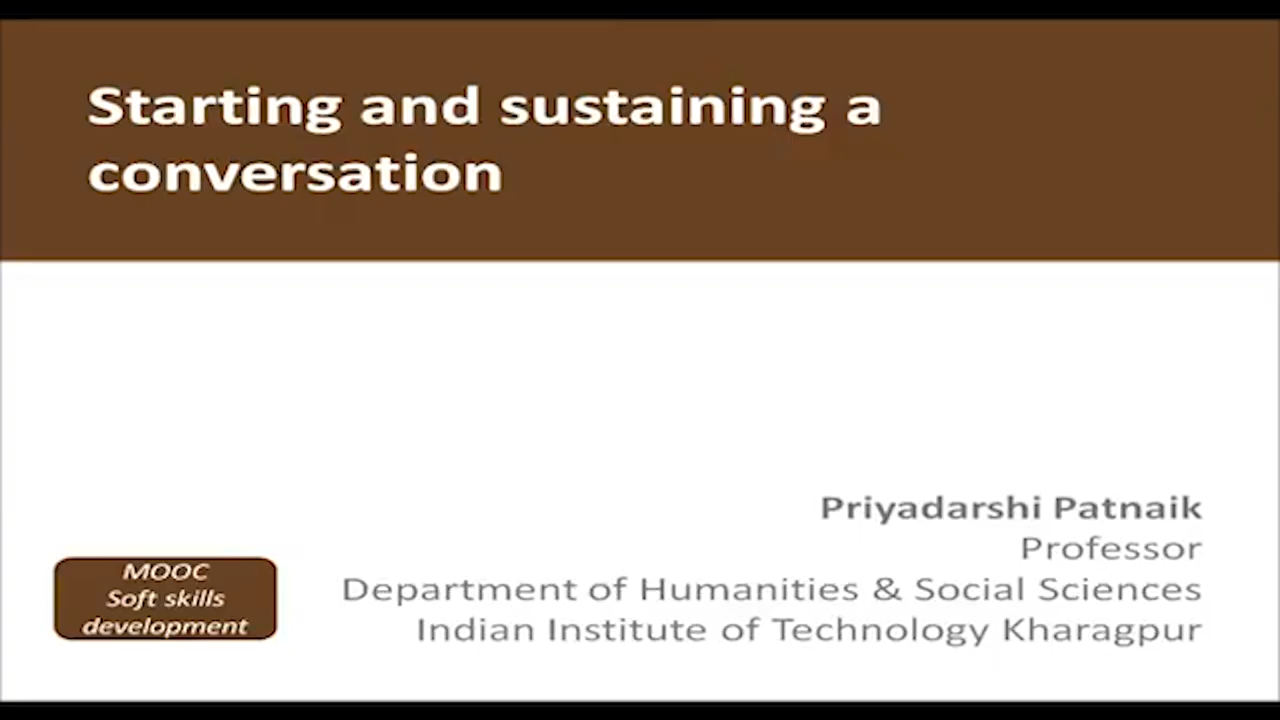 Starting and sustaining a
conversation
Priyadarshi Patnaik
Professor
Department of Humanities & Social Sciences
Indian Institute of Technology Kharagpur
MOOC
Soft skills
development